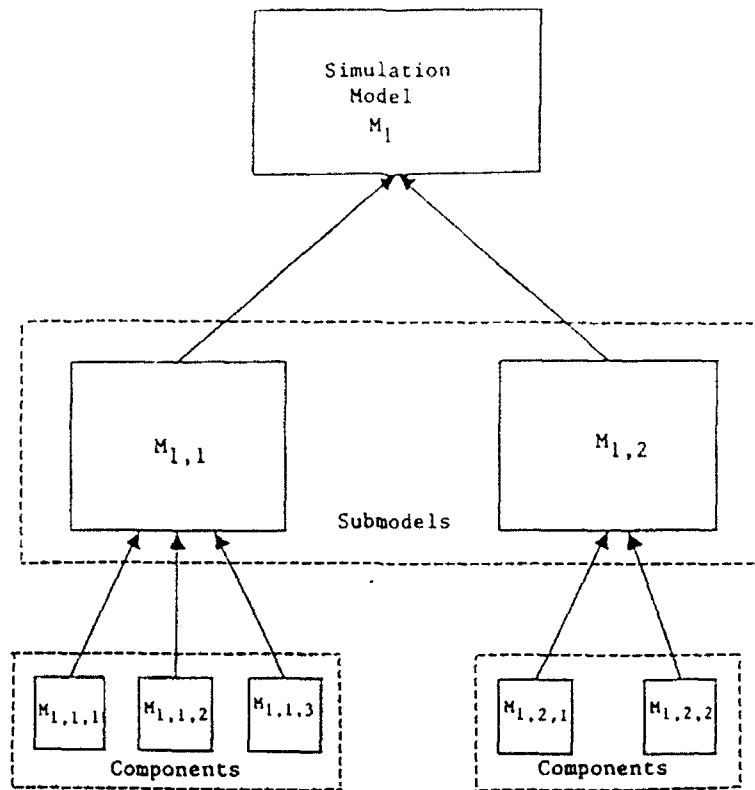 Simulation
Model
M1
M1,1
M1,2
Submodels
M1,1,1
M1,1,2
M1,1,3
M1,2,1
M1,2,2
Components
Components